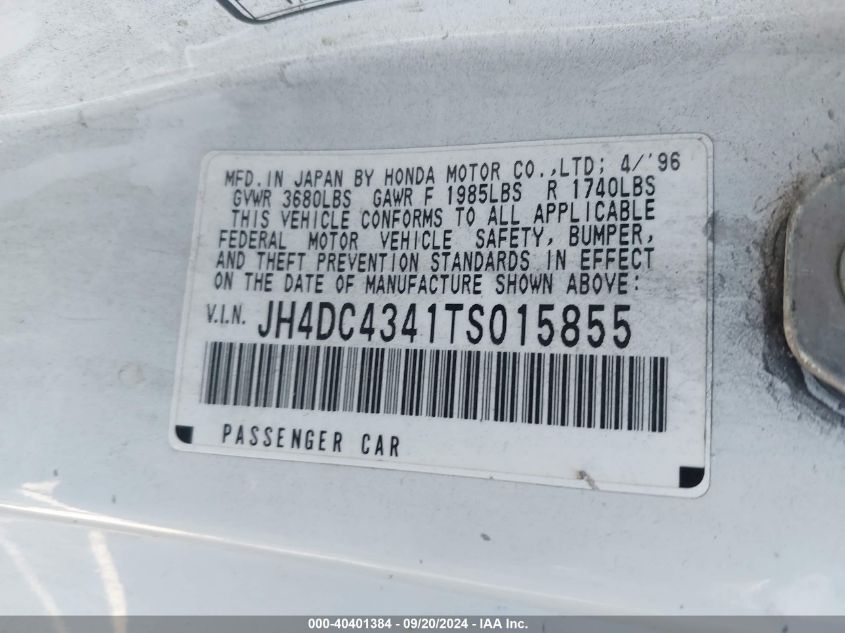 MFD. IN JAPAN BY HONDA MOTOR CO.,LTD; 4/'96
GVWR 3680LBS GAWR F 1985LBS R 1740LBS
THIS VEHICLE CONFORMS TO ALL APPLICABLE
FEDERAL MOTOR VEHICLE SAFETY, BUMPER,
AND THEFT PREVENTION STANDARDS IN EFFECT
ON THE DATE OF MANUFACTURE SHOWN ABOVE:
V.I.N. JH4DC4341TS015855
PASSENGER CAR
000-40401384 - 09/20/2024 - IAA Inc.